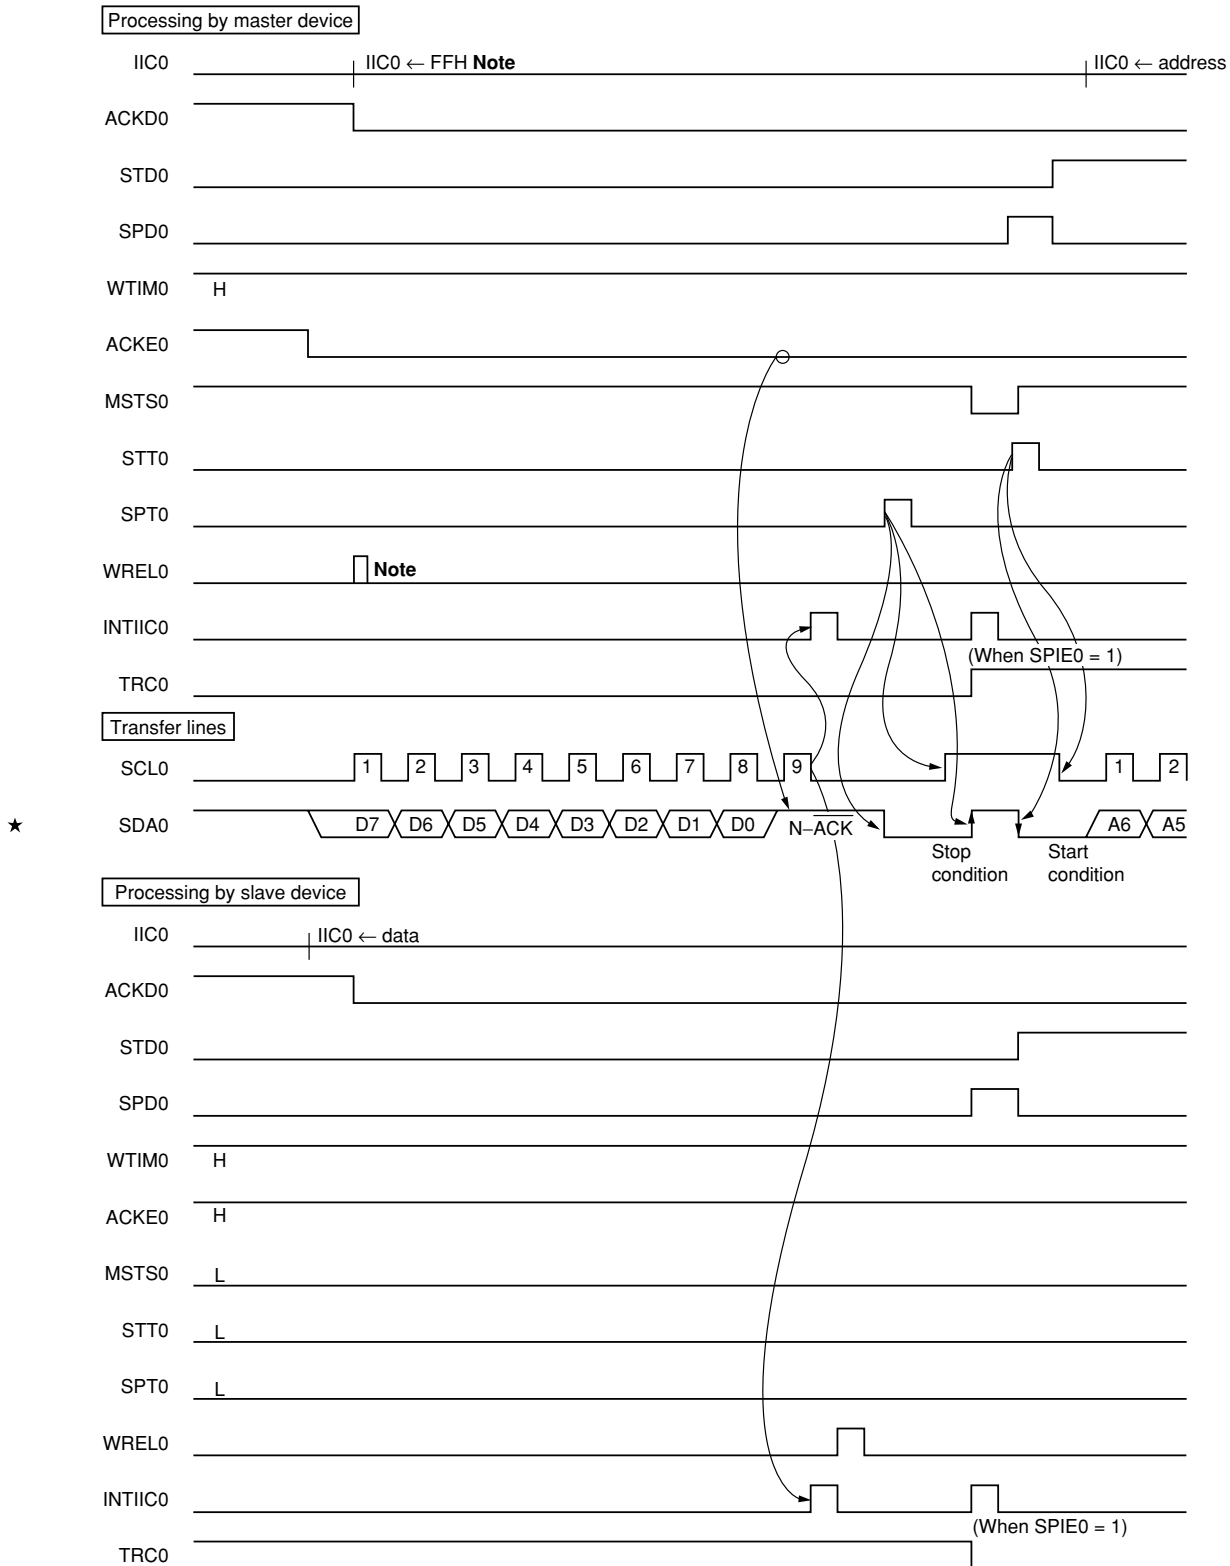 Processing by master device
IIC0 IIC0 ← FFH Note IIC0 ← address
ACKD0
STD0
SPD0
WTIM0 H
ACKE0
MSTS0
STT0
SPT0
WREL0 Note
INTIIC0
(When SPIE0 = 1)
TRC0
Transfer lines
SCL0 1 2 3 4 5 6 7 8 9 1 2
★ SDA0 D7 D6 D5 D4 D3 D2 D1 D0 N–ACK A6 A5
Stop condition
Start condition
Processing by slave device
IIC0 IIC0 ← data
ACKD0
STD0
SPD0
WTIM0 H
ACKE0 H
MSTS0 L
STT0 L
SPT0 L
WREL0
INTIIC0
(When SPIE0 = 1)
TRC0